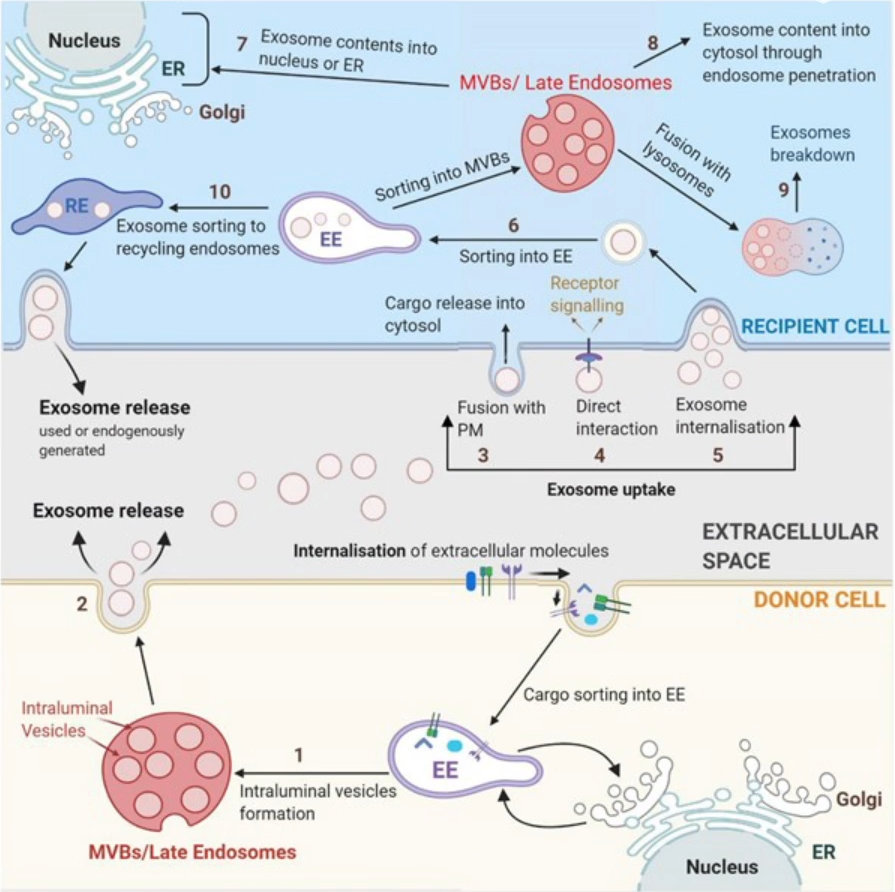 Nucleus
ER
Golgi
7
Exosome contents into
nucleus or ER
8
Exosome content into
cytosol through
endosome penetration
MVBs/ Late Endosomes
Sorting into MVBs
Fusion with
lysosomes
Exosomes
breakdown
9
RE
10
Exosome sorting to
recycling endosomes
EE
6
Sorting into EE
Receptor
signalling
Cargo release into
cytosol
RECIPIENT CELL
Exosome release
used or endogenously
generated
Fusion with
PM
3
Direct
interaction
4
Exosome
internalisation
5
Exosome uptake
Exosome release
EXTRACELLULAR
SPACE
Internalisation of extracellular molecules
DONOR CELL
2
Cargo sorting into EE
Intraluminal
Vesicles
1
Intraluminal vesicles
formation
EE
MVBs/Late Endosomes
Golgi
ER
Nucleus